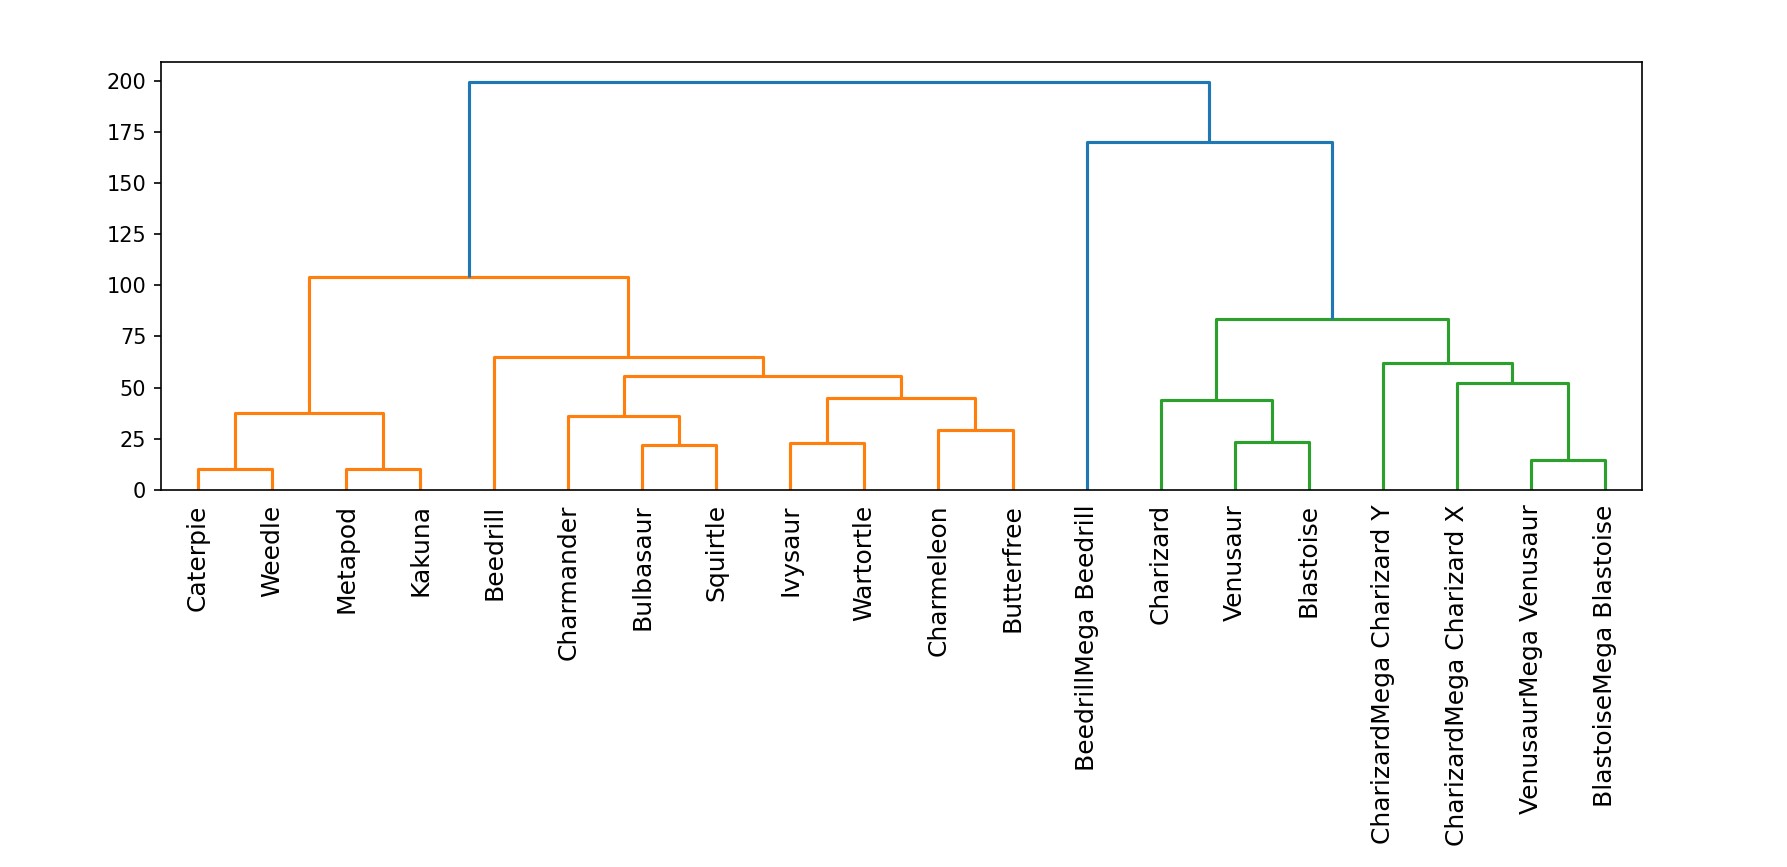 200
175
150
125
100
75
50
25
0
Caterpie
Weedle
Metapod
Kakuna
Beedrill
Charmander
Bulbasaur
Squirtle
Ivysaur
Wartortle
Charmeleon
Butterfree
BeedrillMega Beedrill
Charizard
Venusaur
Blastoise
CharizardMega Charizard Y
CharizardMega Charizard X
VenusaurMega Venusaur
BlastoiseMega Blastoise